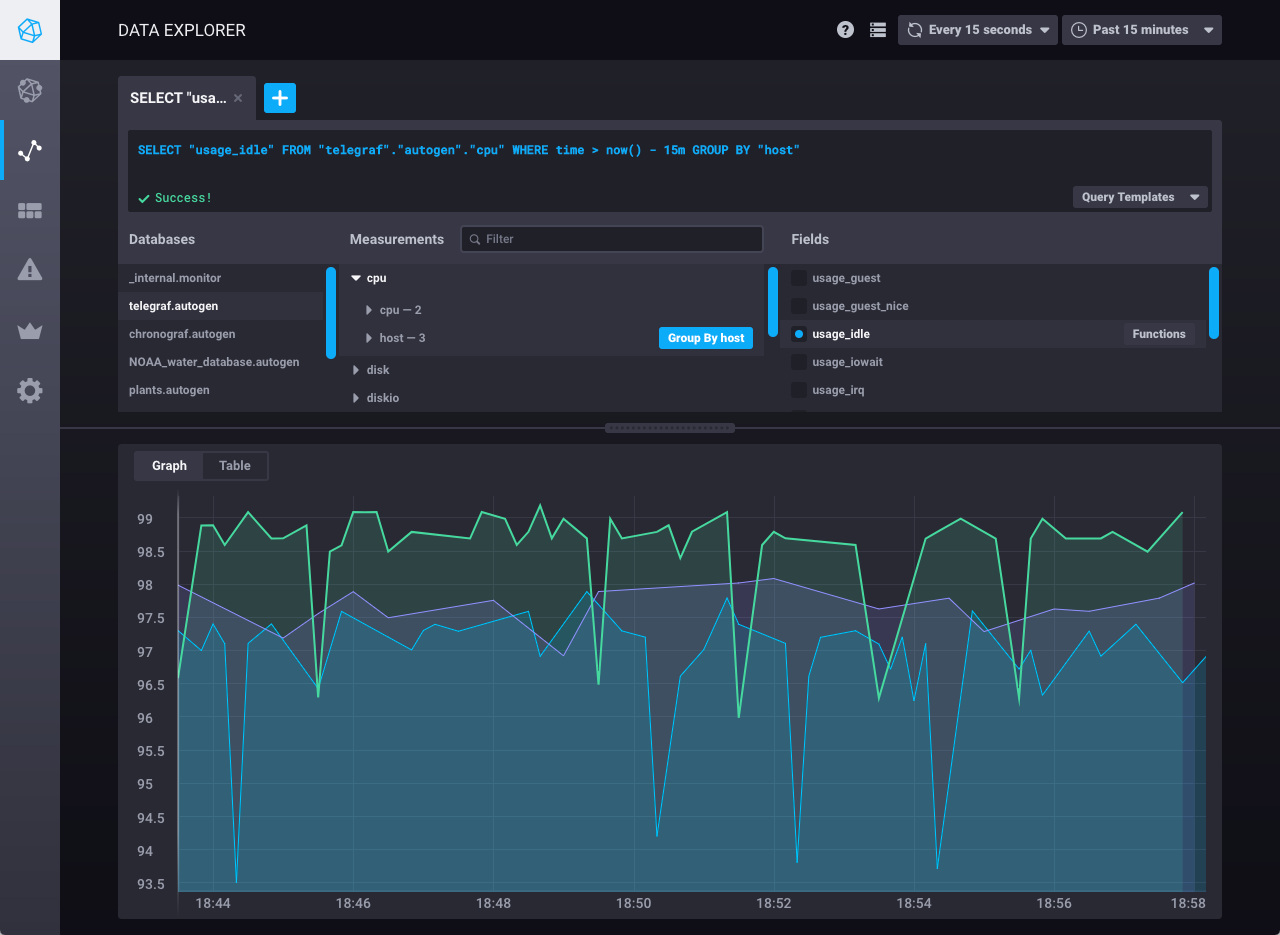 DATA EXPLORER
?
Every 15 seconds
Past 15 minutes
SELECT "usa... ×
+
SELECT "usage_idle" FROM "telegraf"."autogen"."cpu" WHERE time > now() - 15m GROUP BY "host"
Success!
Query Templates
Databases
Measurements
Filter
Fields
_internal.monitor
telegraf.autogen
chronograf.autogen
NOAA_water_database.autogen
plants.autogen
cpu
cpu — 2
host — 3
Group By host
disk
diskio
usage_guest
usage_guest_nice
usage_idle
Functions
usage_iowait
usage_irq
Graph
Table
99
98.5
98
97.5
97
96.5
96
95.5
95
94.5
94
93.5
18:44 18:46 18:48 18:50 18:52 18:54 18:56 18:58